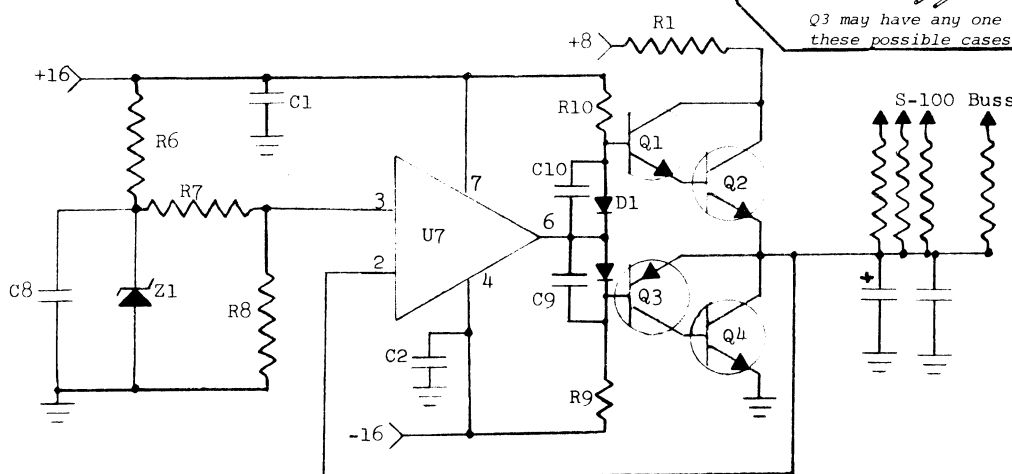 Q3 may have any one
these possible cases
R1
+8
+16
C1
R10
S-100 Buss
R6
Q1
C10
Q2
7
R7
3
D1
6
U7
2
4
C8
Z1
R8
C9
Q3
+
C2
Q4
R9
-16